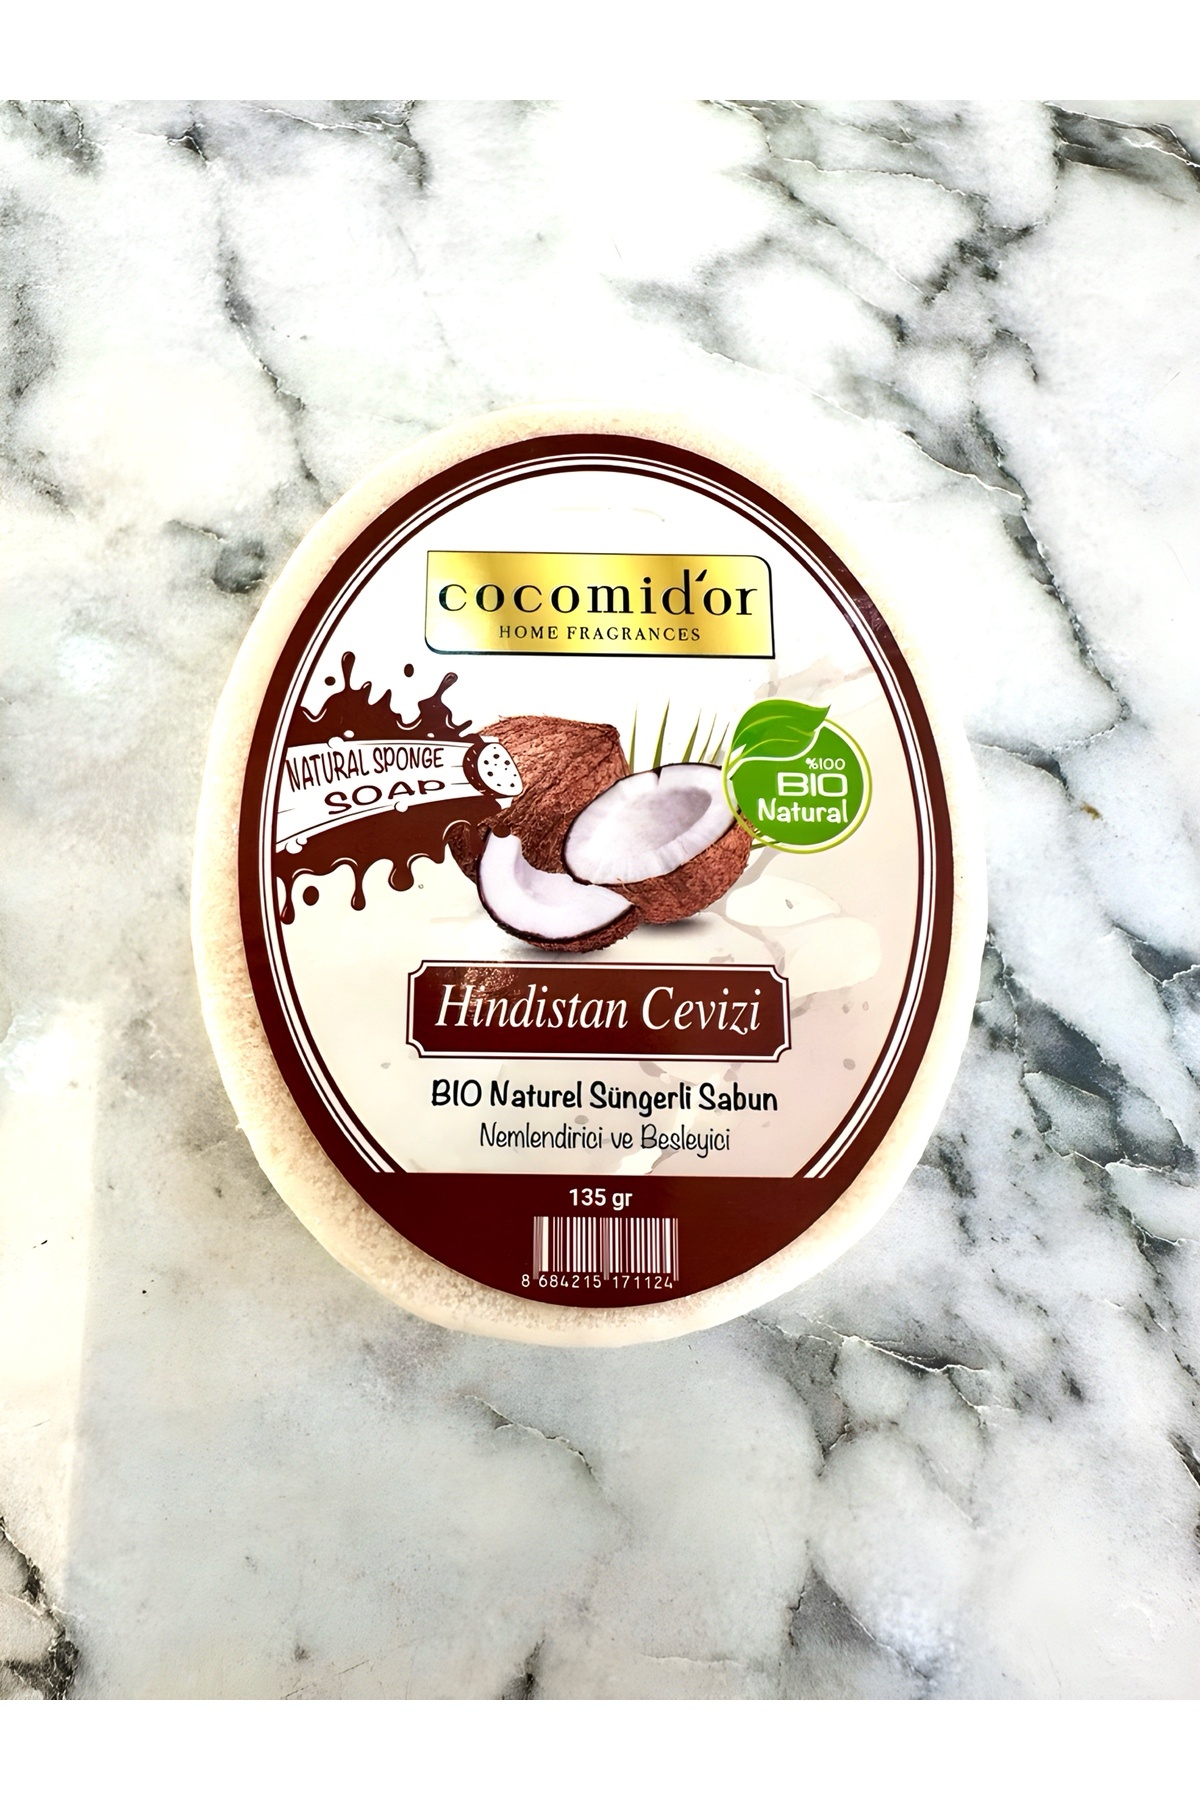 cocomid'or
HOME FRAGRANCES
NATURAL SPONGE
SOAP
%100
BIO
Natural
Hindistan Cevizi
BIO Naturel Süngerli Sabun
Nemlendirici ve Besleyici
135 gr
8 684215 171124